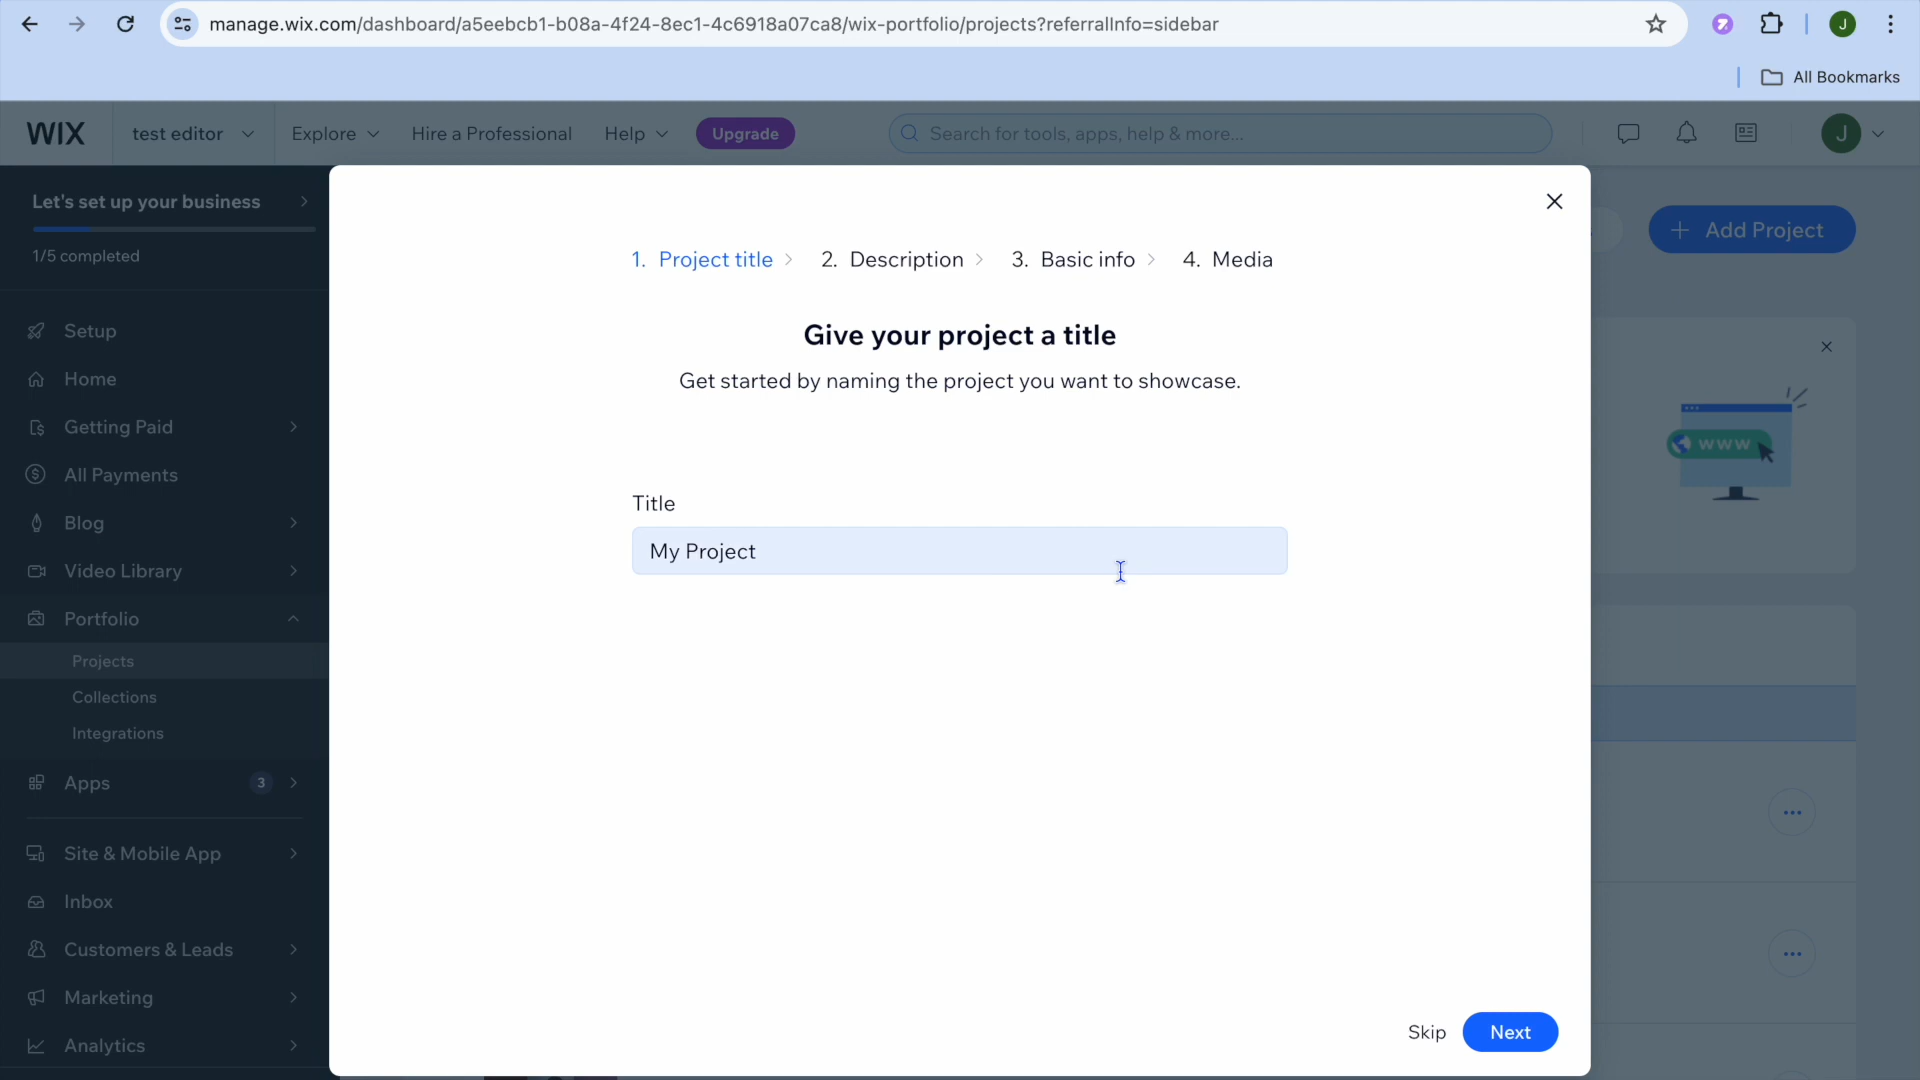 manage.wix.com/dashboard/a5eebcb1-b08a-4f24-8ec1-4c6918a07ca8/wix-portfolio/projects?referralInfo=sidebar
J
All Bookmarks
WIX
test editor
Explore
Hire a Professional
Help
Upgrade
Search for tools, apps, help & more...
J
Let's set up your business
1/5 completed
Setup
Home
Getting Paid
All Payments
Blog
Video Library
Portfolio
Projects
Collections
Integrations
Apps
3
Site & Mobile App
Inbox
Customers & Leads
Marketing
Analytics
1. Project title
2. Description
3. Basic info
4. Media
Give your project a title
Get started by naming the project you want to showcase.
Title
My Project
Skip
Next
+ Add Project
WWW